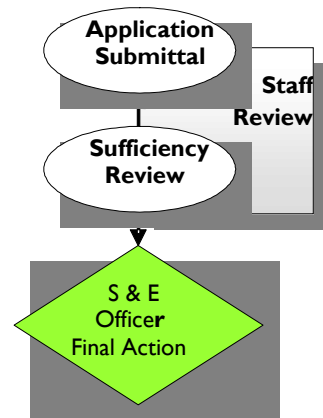 Application
Submittal
Staff
Review
Sufficiency
Review
S & E
Officer
Final Action